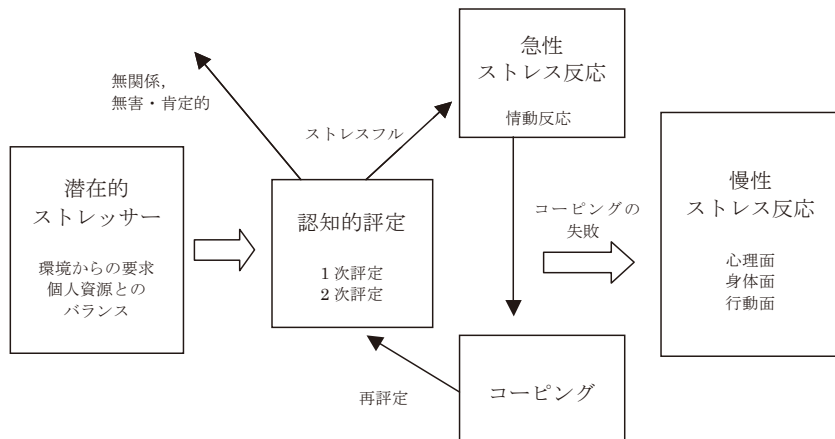 急性
ストレス反応
情動反応
無関係,
無害・肯定的
ストレスフル
潜在的
ストレッサー
環境からの要求
個人資源との
バランス
認知的評定
1次評定
2次評定
コーピングの
失敗
慢性
ストレス反応
心理面
身体面
行動面
再評定
コーピング